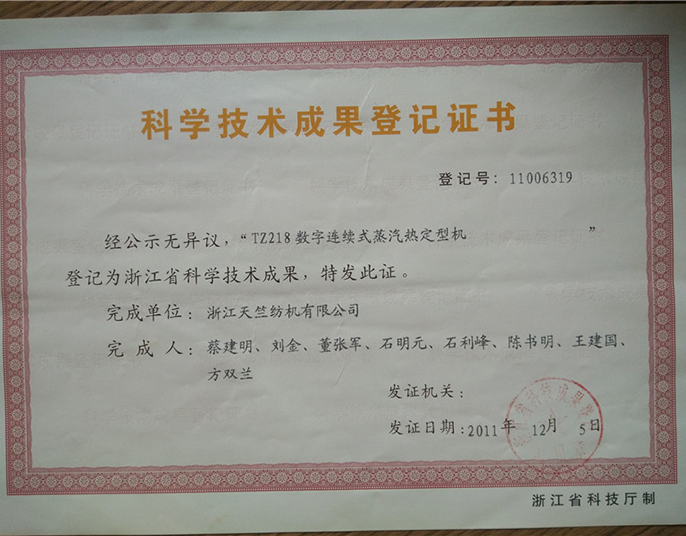 科学技术成果登记证书
登记号：11006319
经公示无异议，“TZ218数字连续式蒸汽热定型机”
登记为浙江省科学技术成果，特发此证。
完成单位：浙江天竺纺机有限公司
完成人：蔡建明、刘金、董张军、石明元、石利峰、陈书明、王建国、
方双兰
发证机关：
发证日期：2011年 12月 5日
浙江省科技厅制